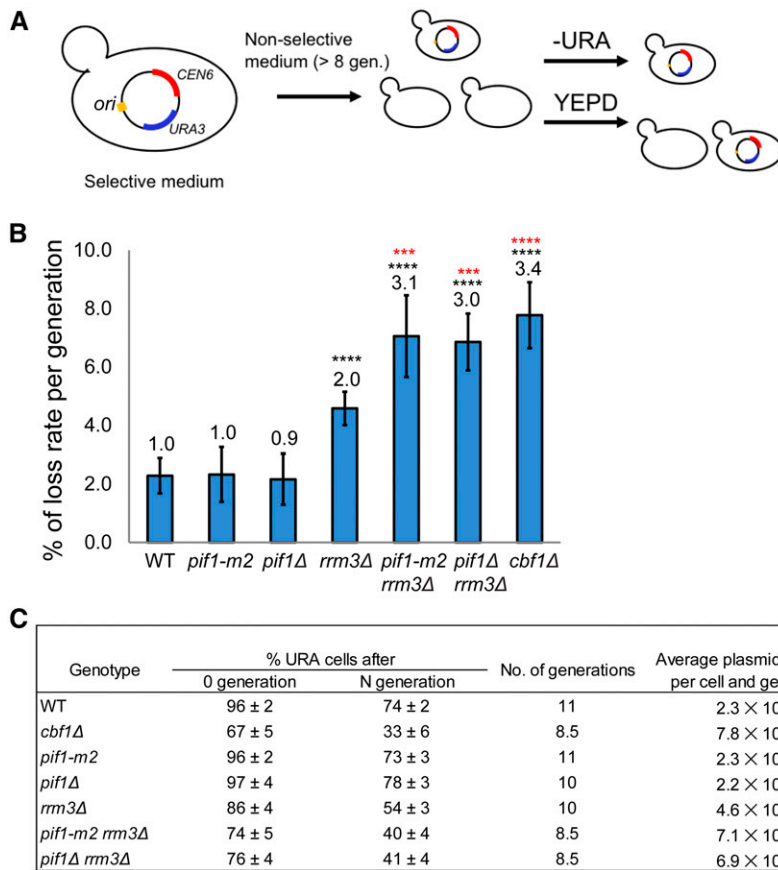 A
Non-selective
medium (> 8 gen.)
-URA
YEPD
CEN6
ori
URA3
Selective medium
B
% of loss rate per generation
10.0
8.0
6.0
4.0
2.0
0.0
1.0
1.0
0.9
****
2.0
***
****
3.1
***
****
3.0
****
****
3.4
WT pif1-m2 pif1Δ rrm3Δ pif1-m2 rrm3Δ pif1Δ rrm3Δ cbf1Δ
C
Genotype % URA cells after No. of generations Average plasmid
0 generation N generation per cell and ge
WT 96 ± 2 74 ± 2 11 2.3 × 10
cbf1Δ 67 ± 5 33 ± 6 8.5 7.8 × 10
pif1-m2 96 ± 2 73 ± 3 11 2.3 × 10
pif1Δ 97 ± 4 78 ± 3 10 2.2 × 10
rrm3Δ 86 ± 4 54 ± 3 10 4.6 × 10
pif1-m2 rrm3Δ 74 ± 5 40 ± 4 8.5 7.1 × 10
pif1Δ rrm3Δ 76 ± 4 41 ± 4 8.5 6.9 × 10